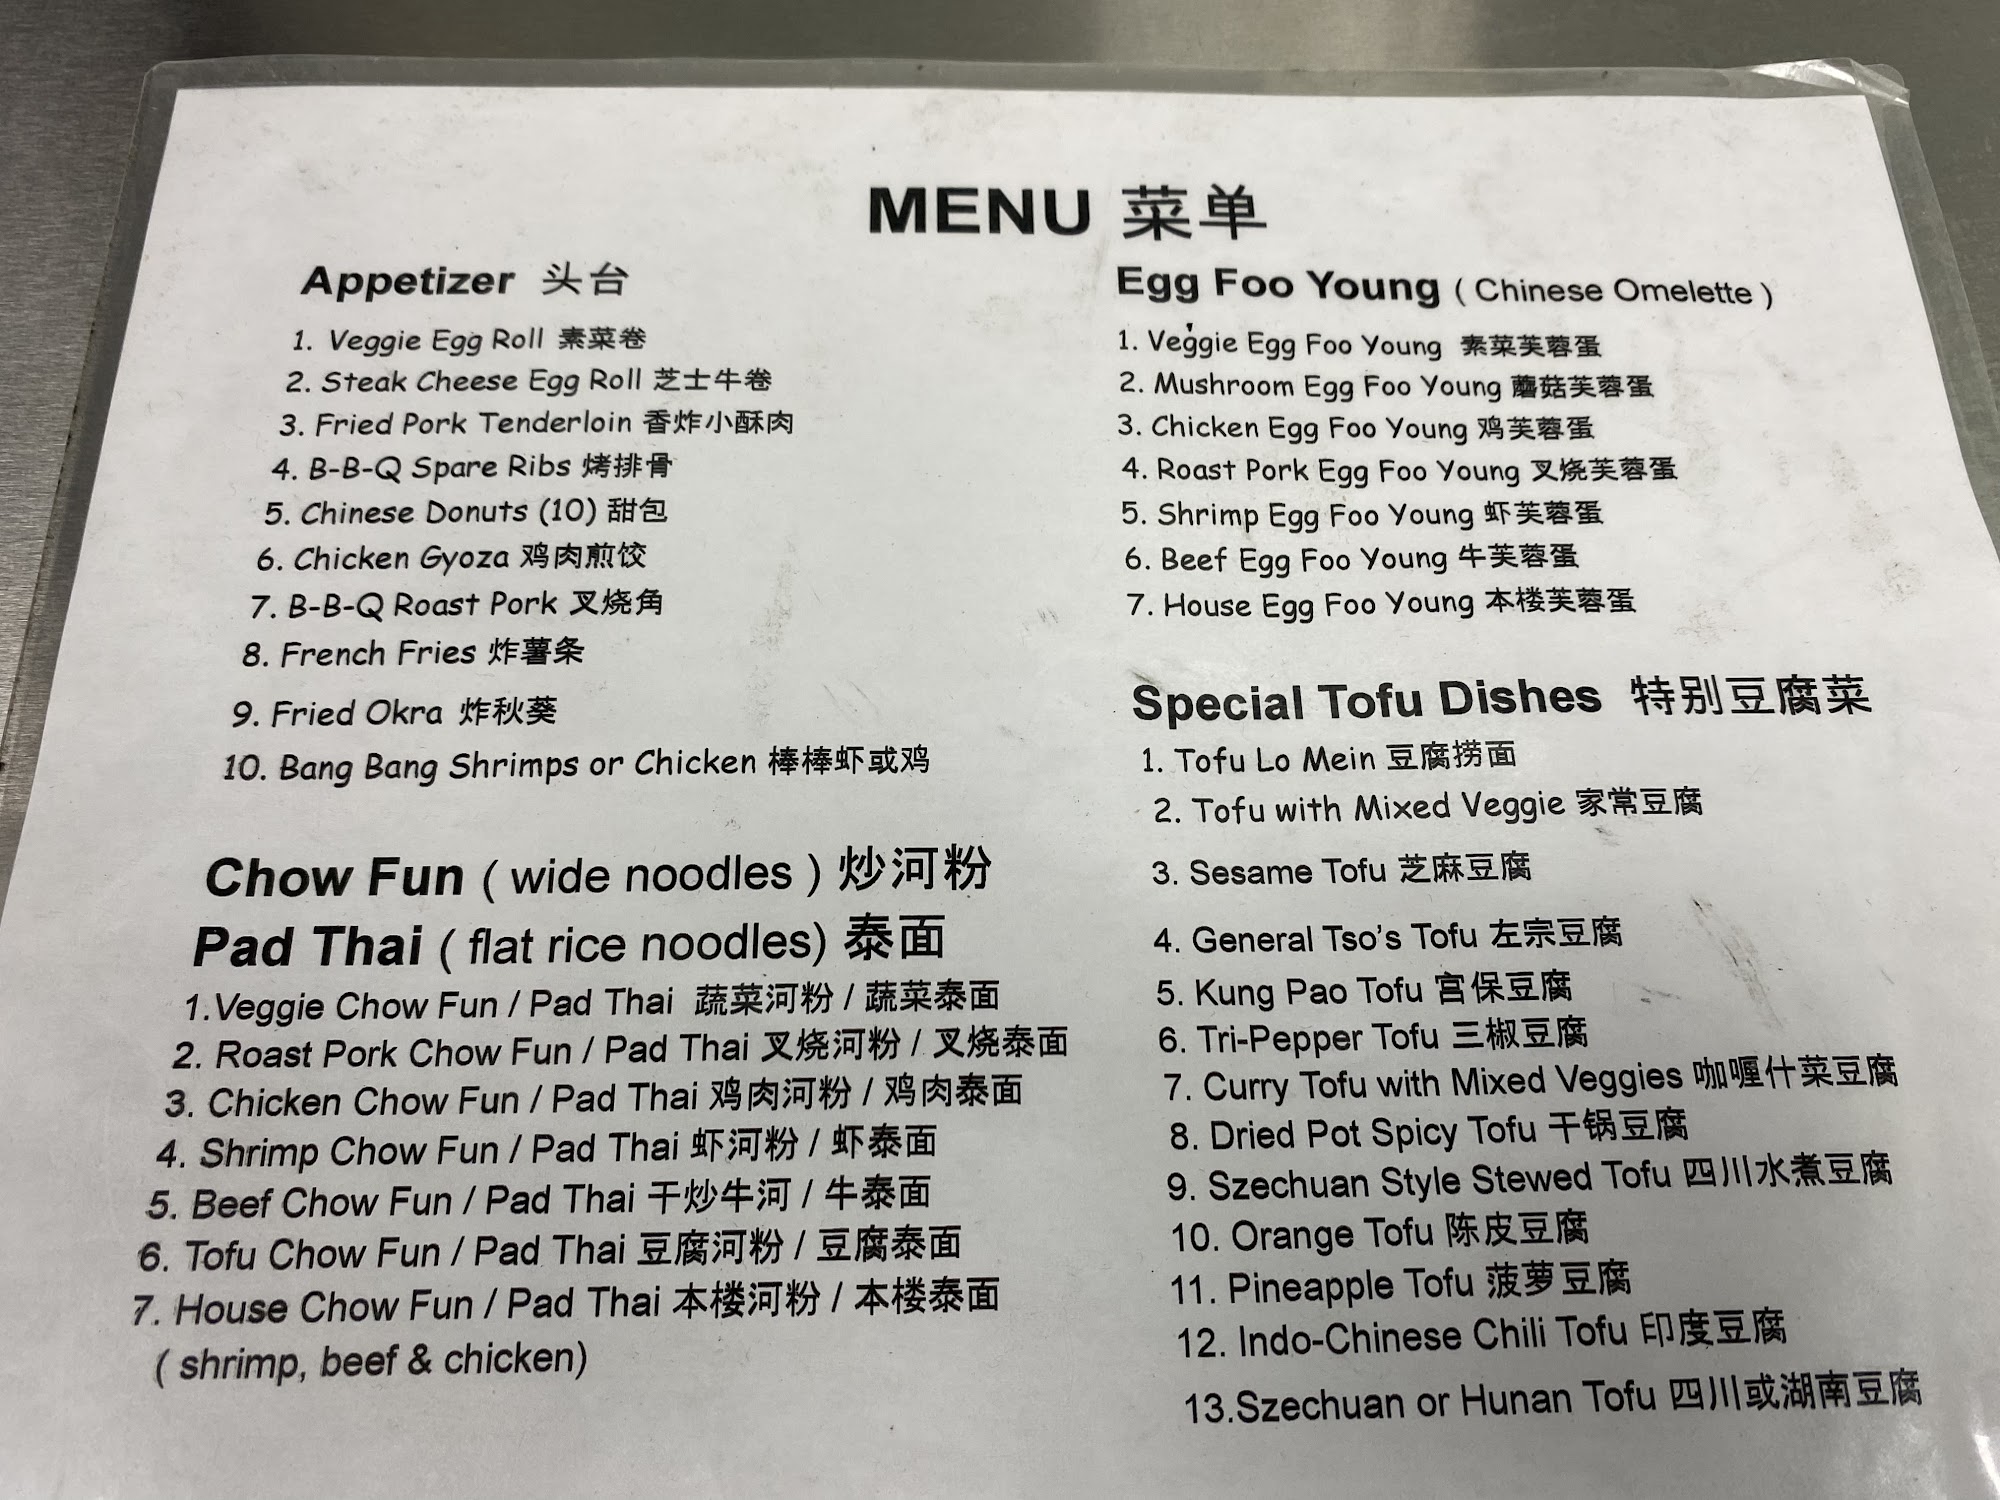 MENU 菜单
Appetizer 头台
1. Veggie Egg Roll 素菜卷
2. Steak Cheese Egg Roll 芝士牛卷
3. Fried Pork Tenderloin 香炸小酥肉
4. B-B-Q Spare Ribs 烤排骨
5. Chinese Donuts (10) 甜包
6. Chicken Gyoza 鸡肉煎饺
7. B-B-Q Roast Pork 叉烧角
8. French Fries 炸薯条
9. Fried Okra 炸秋葵
10. Bang Bang Shrimps or Chicken 棒棒虾或鸡
Chow Fun ( wide noodles ) 炒河粉
Pad Thai ( flat rice noodles) 泰面
1.Veggie Chow Fun / Pad Thai 蔬菜河粉 / 蔬菜泰面
2. Roast Pork Chow Fun / Pad Thai 叉烧河粉 / 叉烧泰面
3. Chicken Chow Fun / Pad Thai 鸡肉河粉 / 鸡肉泰面
4. Shrimp Chow Fun / Pad Thai 虾河粉 / 虾泰面
5. Beef Chow Fun / Pad Thai 干炒牛河 / 牛泰面
6. Tofu Chow Fun / Pad Thai 豆腐河粉 / 豆腐泰面
7. House Chow Fun / Pad Thai 本楼河粉 / 本楼泰面
( shrimp, beef & chicken)
Egg Foo Young ( Chinese Omelette )
1. Veggie Egg Foo Young 素菜芙蓉蛋
2. Mushroom Egg Foo Young 蘑菇芙蓉蛋
3. Chicken Egg Foo Young 鸡芙蓉蛋
4. Roast Pork Egg Foo Young 叉烧芙蓉蛋
5. Shrimp Egg Foo Young 虾芙蓉蛋
6. Beef Egg Foo Young 牛芙蓉蛋
7. House Egg Foo Young 本楼芙蓉蛋
Special Tofu Dishes 特别豆腐菜
1. Tofu Lo Mein 豆腐捞面
2. Tofu with Mixed Veggie 家常豆腐
3. Sesame Tofu 芝麻豆腐
4. General Tso's Tofu 左宗豆腐
5. Kung Pao Tofu 宫保豆腐
6. Tri-Pepper Tofu 三椒豆腐
7. Curry Tofu with Mixed Veggies 咖喱什菜豆腐
8. Dried Pot Spicy Tofu 干锅豆腐
9. Szechuan Style Stewed Tofu 四川水煮豆腐
10. Orange Tofu 陈皮豆腐
11. Pineapple Tofu 菠萝豆腐
12. Indo-Chinese Chili Tofu 印度豆腐
13.Szechuan or Hunan Tofu 四川或湖南豆腐